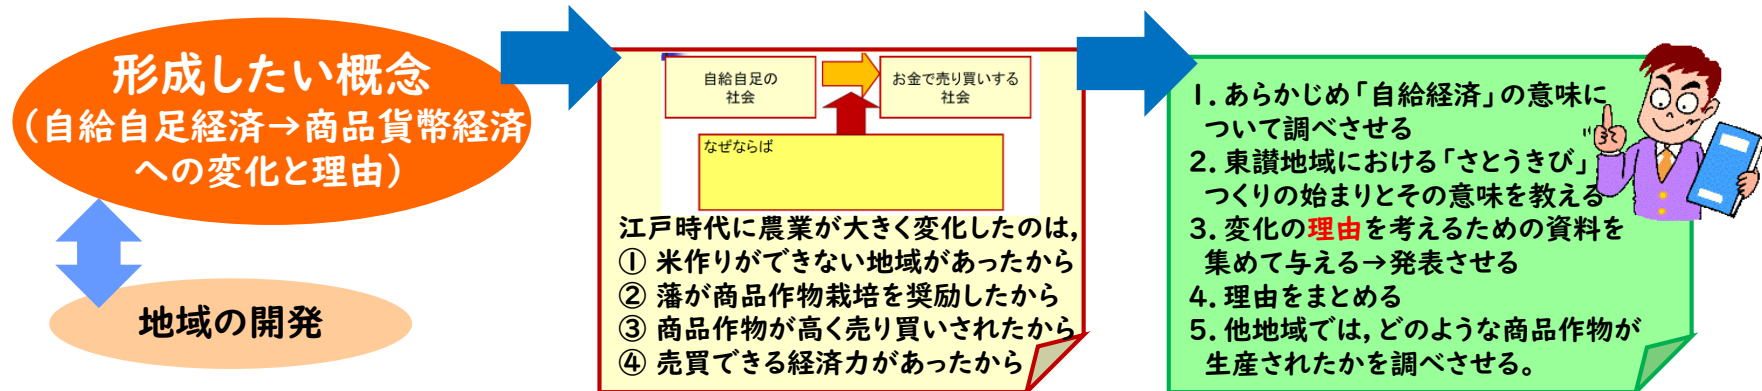 形成したい概念
（自給自足経済→商品貨幣経済
への変化と理由）
地域の開発
自給自足の
社会
お金で売り買いする
社会
なぜならば
江戸時代に農業が大きく変化したのは，
① 米作りができない地域があったから
② 藩が商品作物栽培を奨励したから
③ 商品作物が高く売り買いされたから
④ 売買できる経済力があったから
1．あらかじめ「自給経済」の意味に
ついて調べさせる
2．東讃地域における「さとうきび」
つくりの始まりとその意味を教える
3．変化の理由を考えるための資料を
集めて与える→発表させる
4．理由をまとめる
5．他地域では，どのような商品作物が
生産されたかを調べさせる。